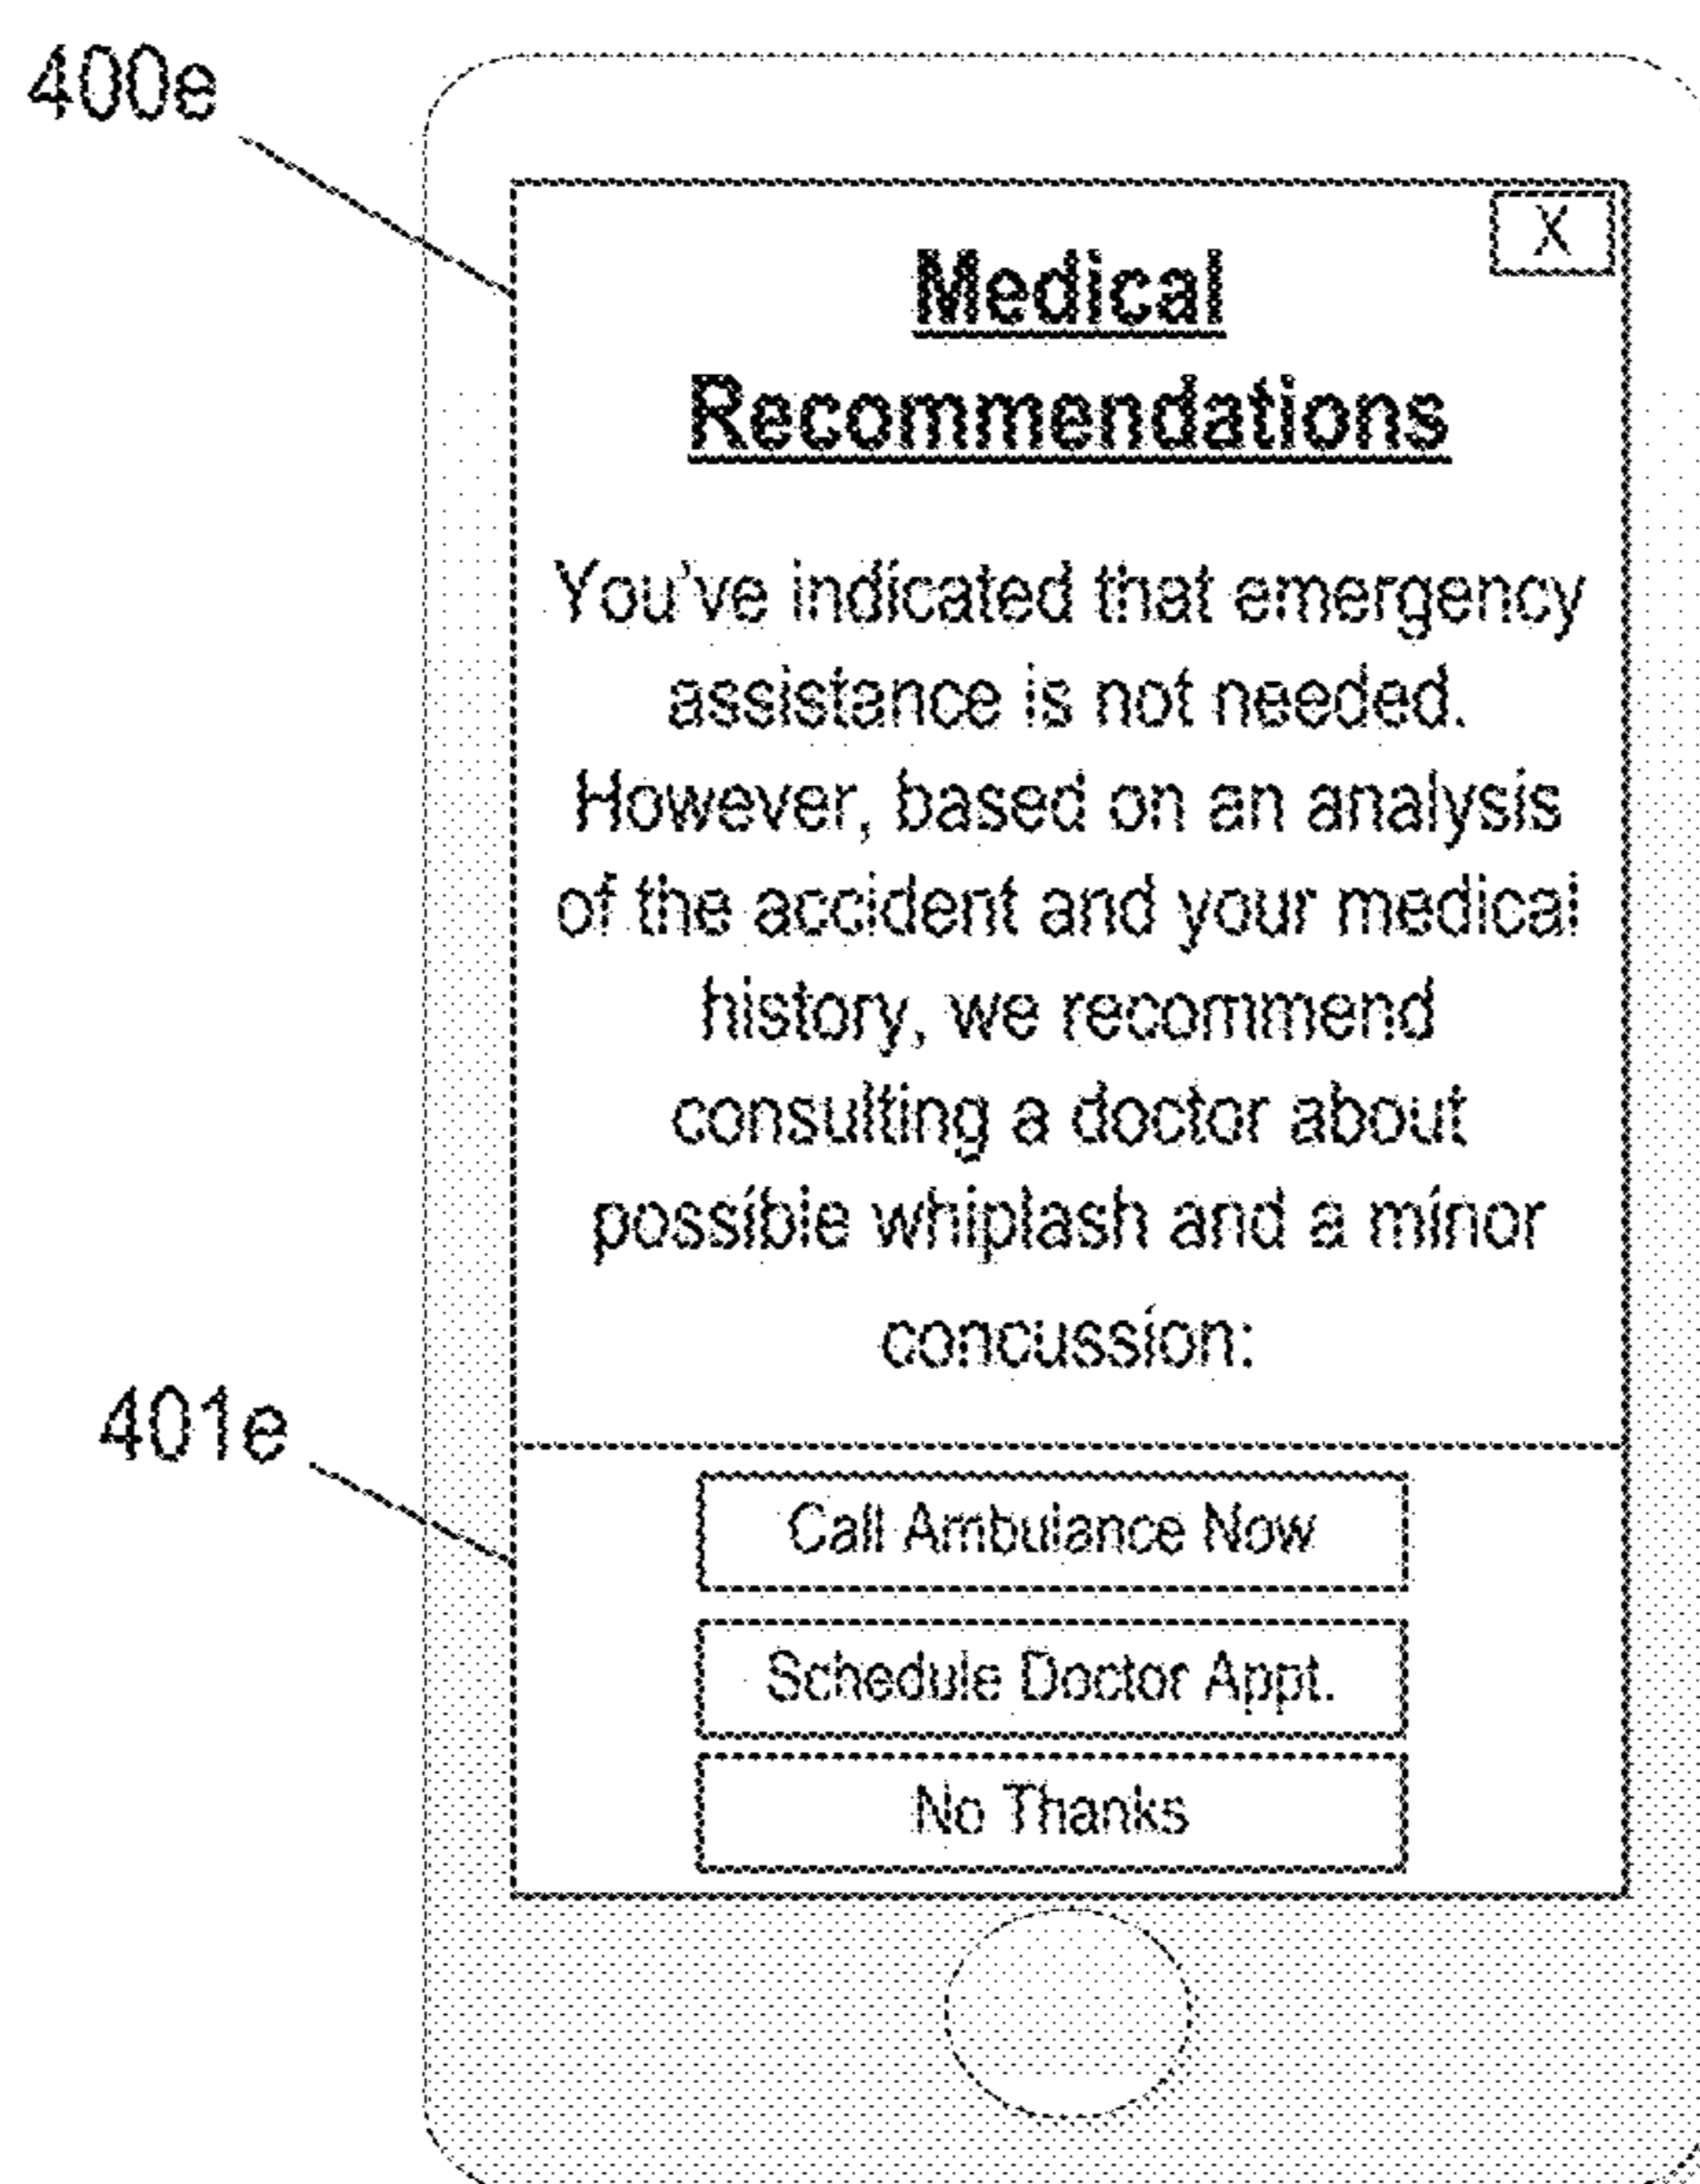 400e
X
Medical
Recommendations
You've indicated that emergency
assistance is not needed.
However, based on an analysis
of the accident and your medical
history, we recommend
consulting a doctor about
possible whiplash and a minor
concussion:
401e
Call Ambulance Now
Schedule Doctor Appt.
No Thanks